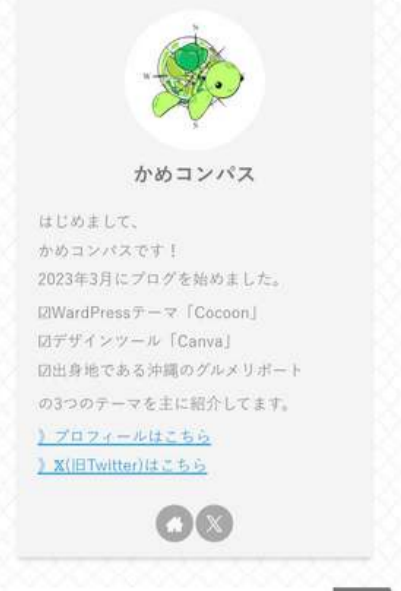 かめコンパス
はじめまして、
かめコンパスです！
2023年3月にブログを始めました。
☑WardPressテーマ「Cocoon」
☑デザインツール「Canva」
☑出身地である沖縄のグルメリポート
の3つのテーマを主に紹介してます。
》プロフィールはこちら
》X(旧Twitter)はこちら